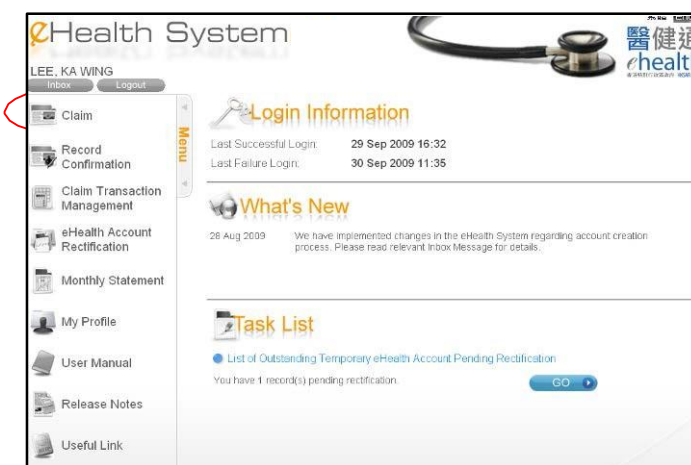 eHealth System
醫健通
ehealth
LEE, KA WING
Inbox
Logout
Claim
Record
Confirmation
Claim Transaction
Management
eHealth Account
Rectification
Monthly Statement
My Profile
User Manual
Release Notes
Useful Link
Menu
Login Information
Last Successful Login: 29 Sep 2009 16:32
Last Failure Login: 30 Sep 2009 11:35
What's New
28 Aug 2009 We have implemented changes in the eHealth System regarding account creation
process. Please read relevant Inbox Message for details.
Task List
List of Outstanding Temporary eHealth Account Pending Rectification
You have 1 record(s) pending rectification.
GO